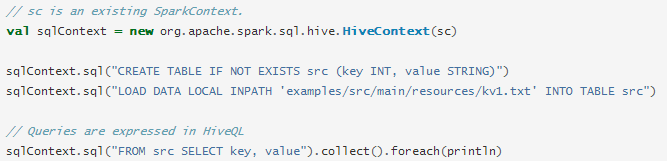 // sc is an existing SparkContext.
val sqlContext = new org.apache.spark.sql.hive.HiveContext(sc)
sqlContext.sql("CREATE TABLE IF NOT EXISTS src (key INT, value STRING)")
sqlContext.sql("LOAD DATA LOCAL INPATH 'examples/src/main/resources/kv1.txt' INTO TABLE src")
// Queries are expressed in HiveQL
sqlContext.sql("FROM src SELECT key, value").collect().foreach(println)